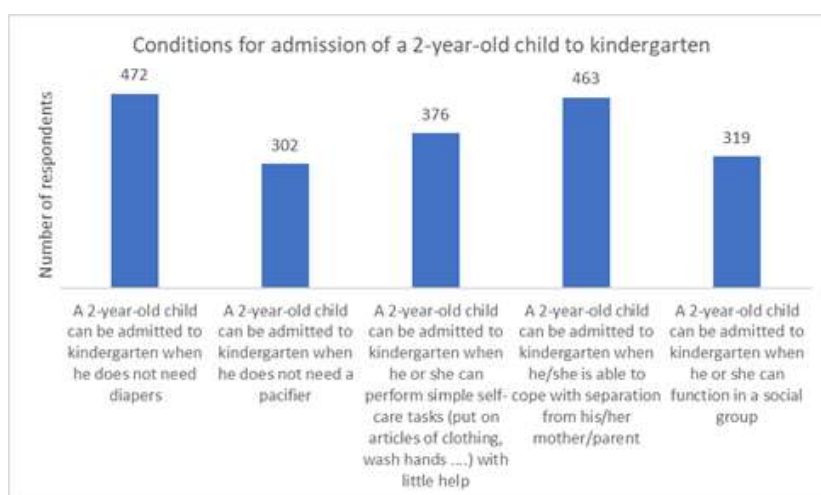 Conditions for admission of a 2-year-old child to kindergarten
Number of respondents
472
302
376
463
319
A 2-year-old child
can be admitted to
kindergarten when
he does not need
diapers
A 2-year-old child
can be admitted to
kindergarten when
he does not need a
pacifier
A 2-year-old child
can be admitted to
kindergarten when
he or she can
perform simple self-
care tasks (put on
articles of clothing,
wash hands ....) with
little help
A 2-year-old child
can be admitted to
kindergarten when
he/she is able to
cope with separation
from his/her
mother/parent
A 2-year-old child
can be admitted to
kindergarten when
he or she can
function in a social
group